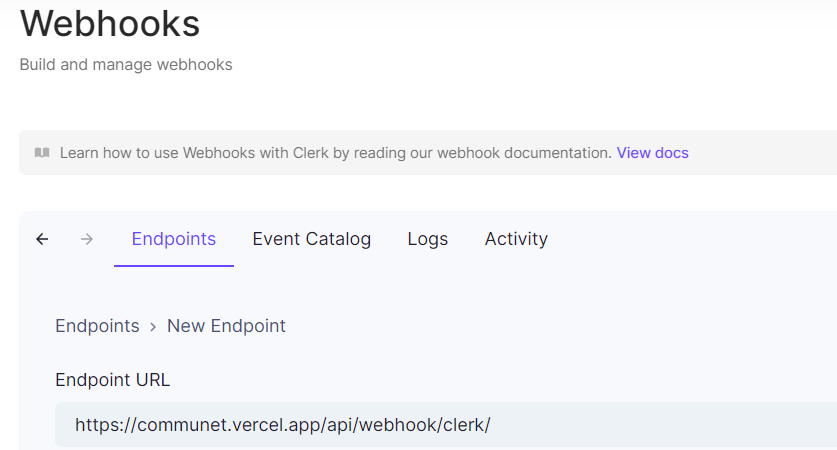 Webhooks
Build and manage webhooks
Learn how to use Webhooks with Clerk by reading our webhook documentation. View docs
Endpoints Event Catalog Logs Activity
Endpoints > New Endpoint
Endpoint URL
https://communet.vercel.app/api/webhook/clerk/